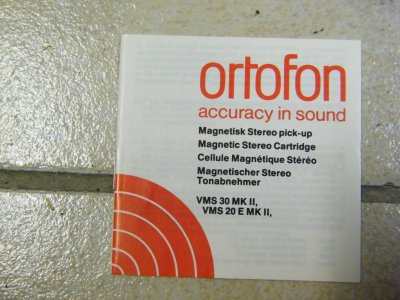 ortofon
accuracy in sound
Magnetisk Stereo pick-up
Magnetic Stereo Cartridge
Cellule Magnétique Stéréo
Magnetischer Stereo
Tonabnehmer
VMS 30 MK II,
VMS 20 E MK II,